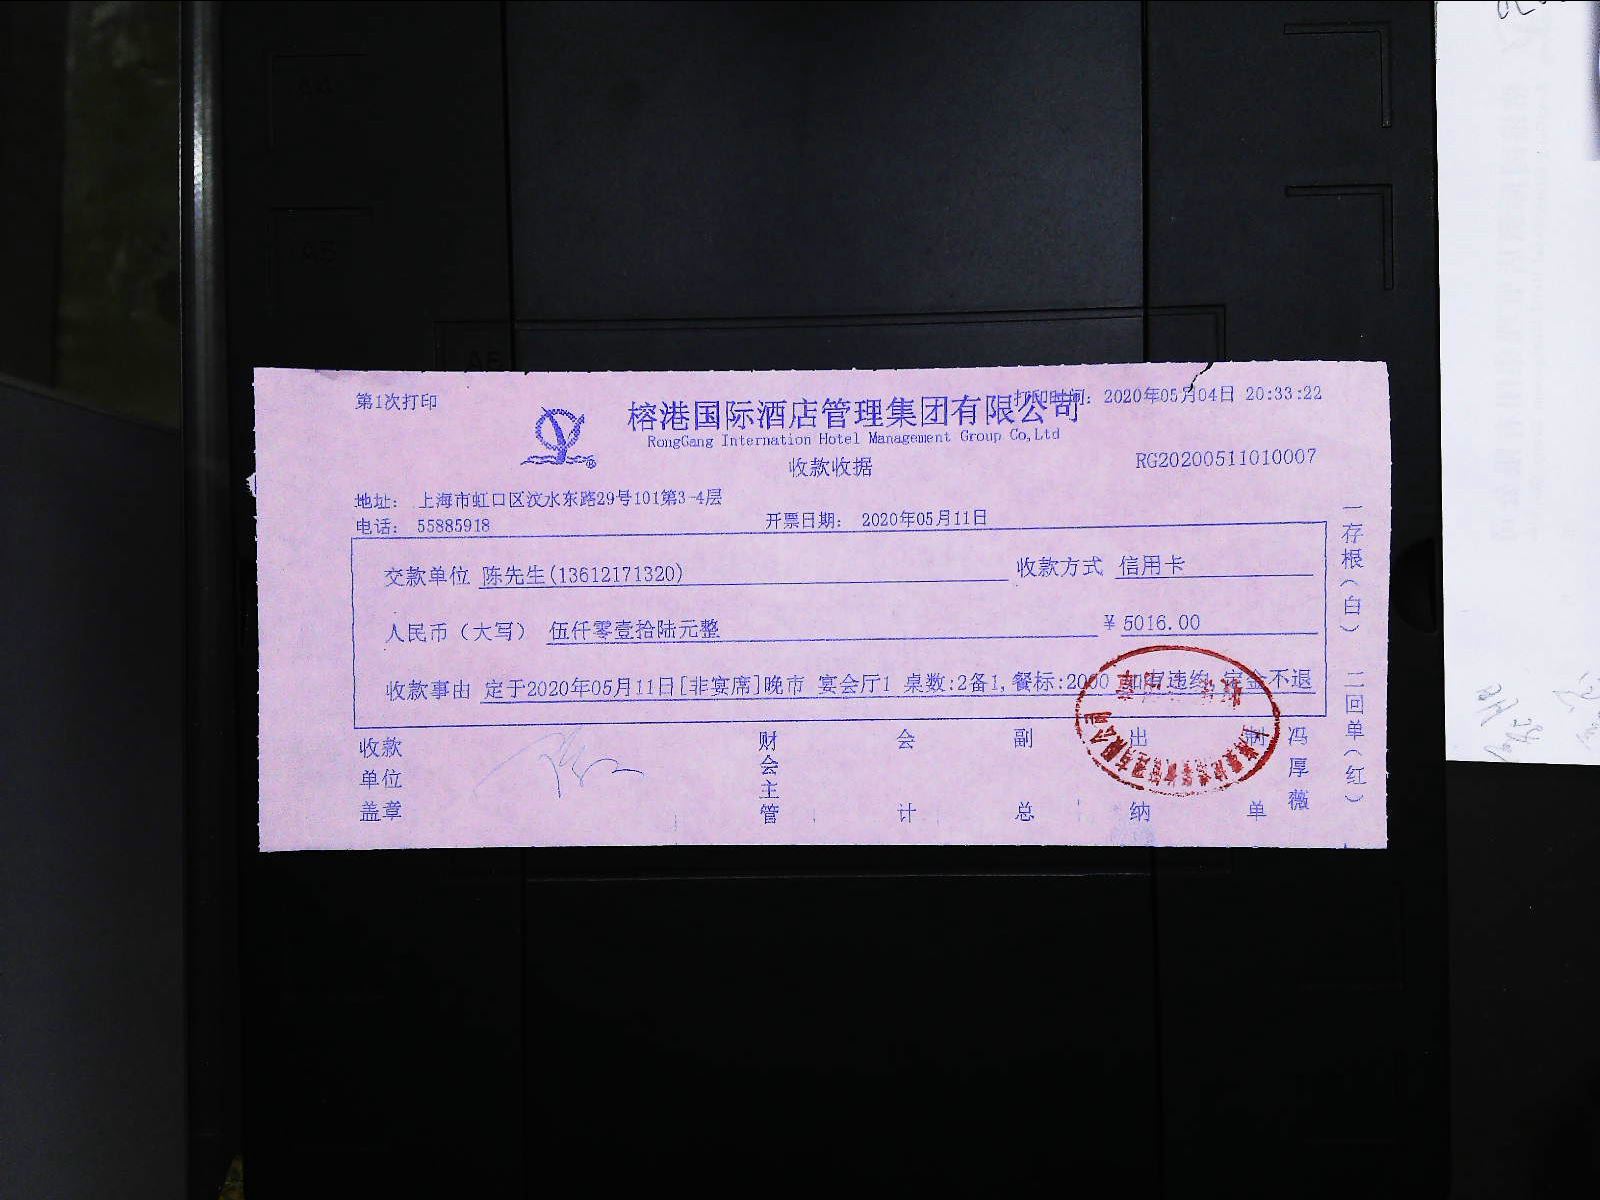 第1次打印
打印时间: 2020年05月04日 20:33:22
榕港国际酒店管理集团有限公司
RongGang Internation Hotel Management Group Co,Ltd
收款收据
RG20200511010007
地址: 上海市虹口区汶水东路29号101第3-4层
电话: 55885918
开票日期: 2020年05月11日
交款单位 陈先生(13612171320) 收款方式 信用卡
人民币（大写） 伍仟零壹拾陆元整 ¥5016.00
收款事由 定于2020年05月11日[非宴席]晚市 宴会厅1 桌数:2备1,餐标:2000 如有违约 定金不退
收款单位盖章
财会主管
会计
副总
出纳
制单
冯厚薇
一存根(白) 二回单(红)
A5